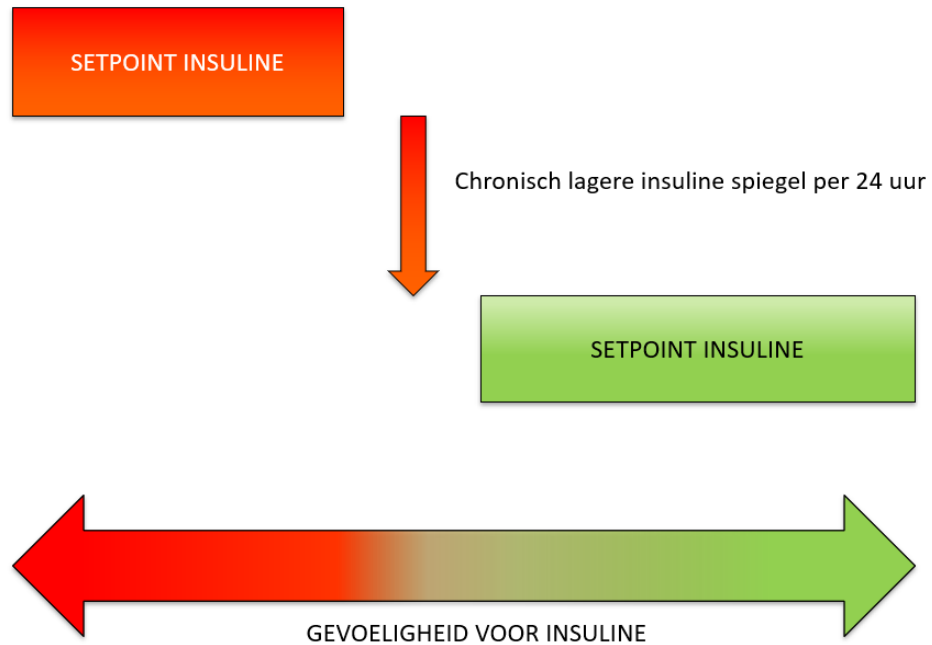 SETPOINT INSULINE
Chronisch lagere insuline spiegel per 24 uur
SETPOINT INSULINE
GEVOELIGHEID VOOR INSULINE